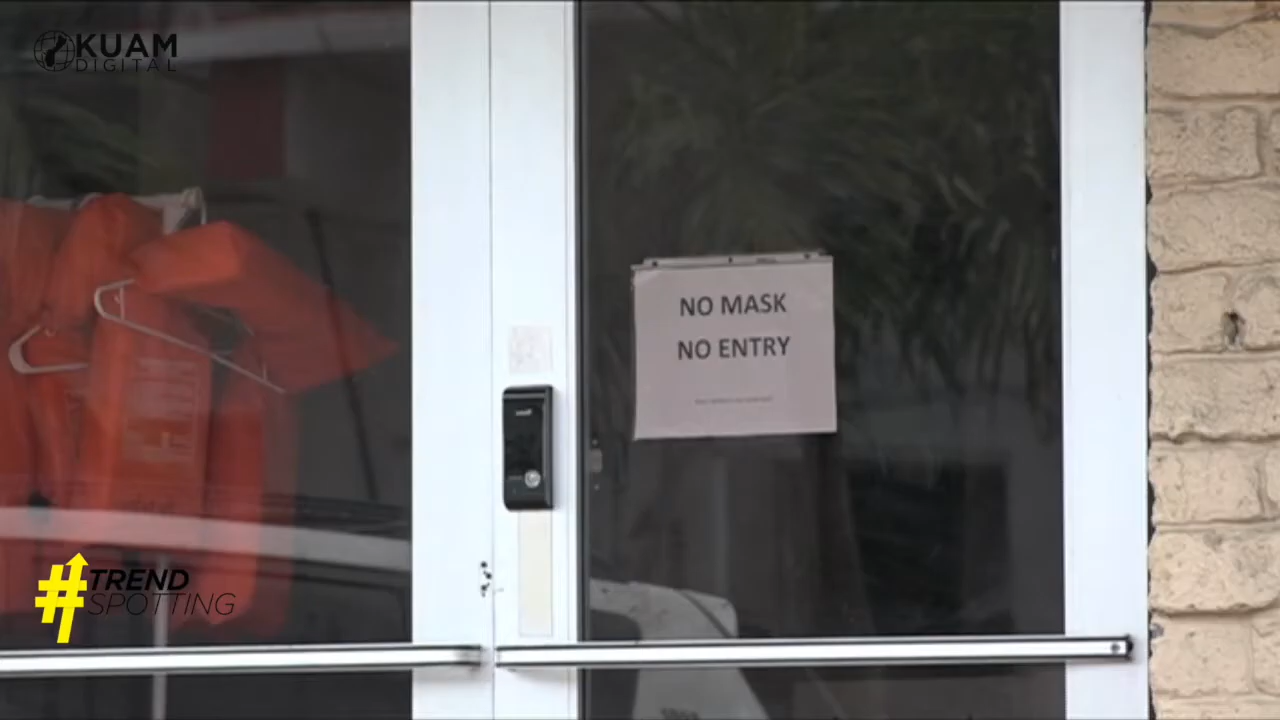 KUAM
DIGITAL
NO MASK
NO ENTRY
TREND
SPOTTING